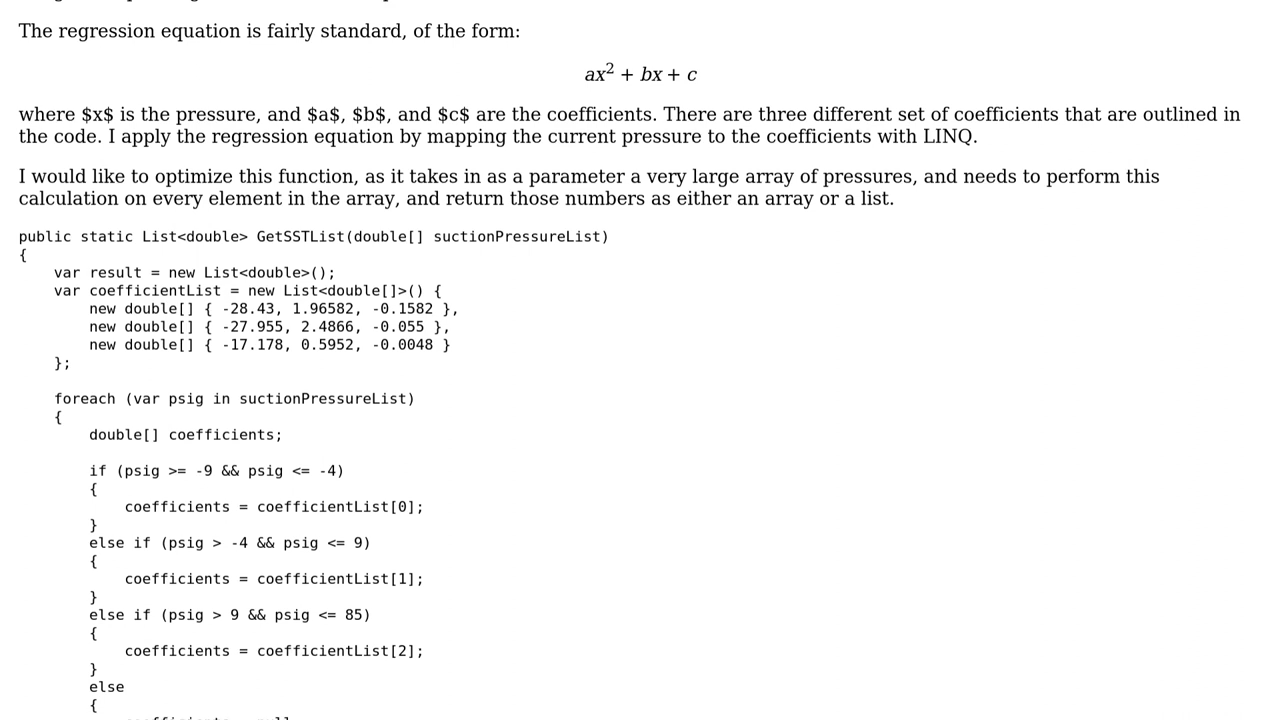 The regression equation is fairly standard, of the form:
ax² + bx + c
where $x$ is the pressure, and $a$, $b$, and $c$ are the coefficients. There are three different set of coefficients that are outlined in
the code. I apply the regression equation by mapping the current pressure to the coefficients with LINQ.
I would like to optimize this function, as it takes in as a parameter a very large array of pressures, and needs to perform this
calculation on every element in the array, and return those numbers as either an array or a list.
public static List<double> GetSSTList(double[] suctionPressureList)
{
    var result = new List<double>();
    var coefficientList = new List<double[]>() {
        new double[] { -28.43, 1.96582, -0.1582 },
        new double[] { -27.955, 2.4866, -0.055 },
        new double[] { -17.178, 0.5952, -0.0048 }
    };
    foreach (var psig in suctionPressureList)
    {
        double[] coefficients;
        if (psig >= -9 && psig <= -4)
        {
            coefficients = coefficientList[0];
        }
        else if (psig > -4 && psig <= 9)
        {
            coefficients = coefficientList[1];
        }
        else if (psig > 9 && psig <= 85)
        {
            coefficients = coefficientList[2];
        }
        else
        {